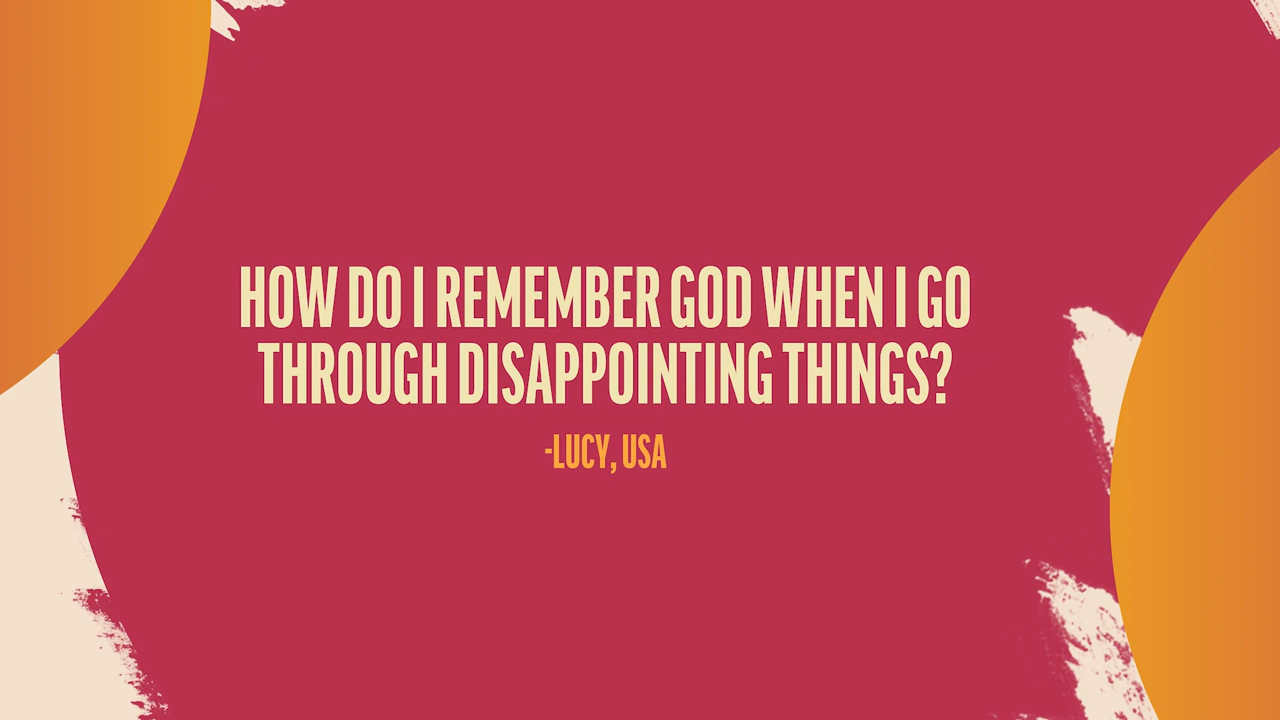 HOW DO I REMEMBER GOD WHEN I GO
THROUGH DISAPPOINTING THINGS?
-LUCY, USA